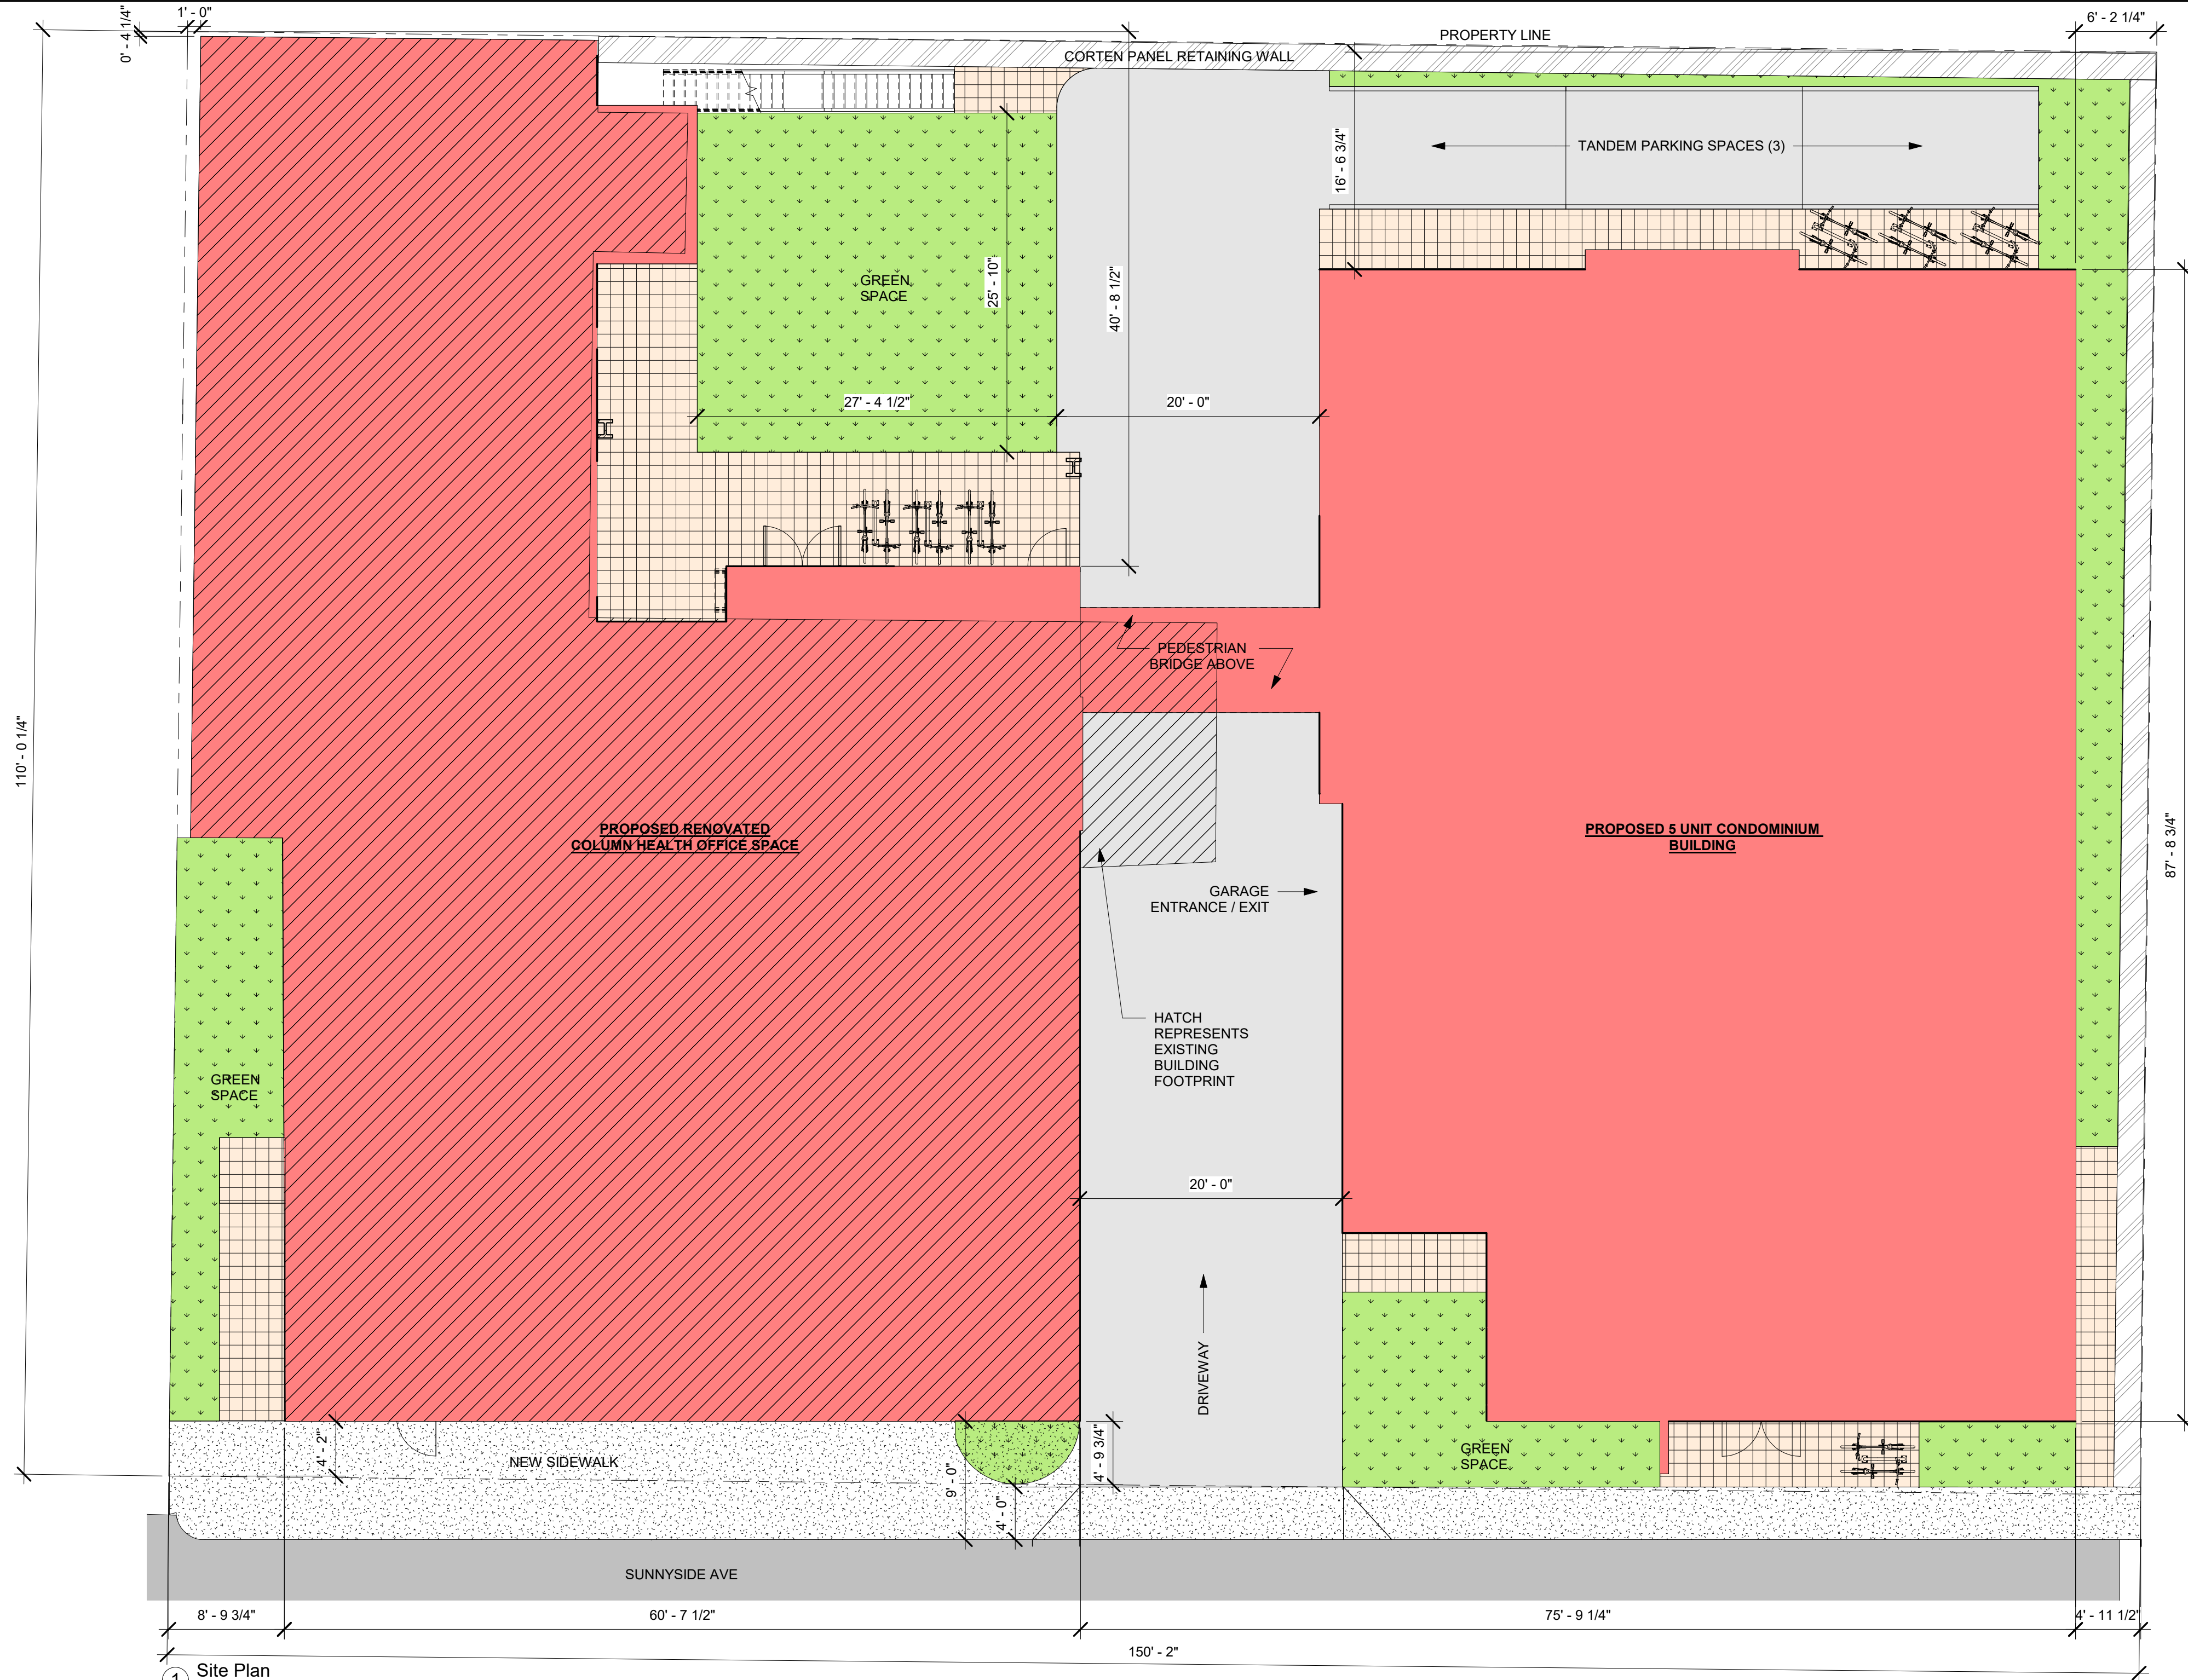 1' - 0"
0' - 4 1/4"
6' - 2 1/4"
PROPERTY LINE
CORTEN PANEL RETAINING WALL
16' - 6 3/4"
TANDEM PARKING SPACES (3)
GREEN
SPACE
25' - 10"
40' - 8 1/2"
27' - 4 1/2"
20' - 0"
PEDESTRIAN
BRIDGE ABOVE
110' - 0 1/4"
PROPOSED RENOVATED
COLUMN HEALTH OFFICE SPACE
PROPOSED 5 UNIT CONDOMINIUM
BUILDING
87' - 8 3/4"
GARAGE
ENTRANCE / EXIT
HATCH
REPRESENTS
EXISTING
BUILDING
FOOTPRINT
GREEN
SPACE
20' - 0"
DRIVEWAY
4' - 2"
NEW SIDEWALK
9' - 0"
4' - 0"
4' - 9 3/4"
GREEN
SPACE
SUNNYSIDE AVE
8' - 9 3/4"
60' - 7 1/2"
75' - 9 1/4"
4' - 11 1/2"
150' - 2"
1
Site Plan